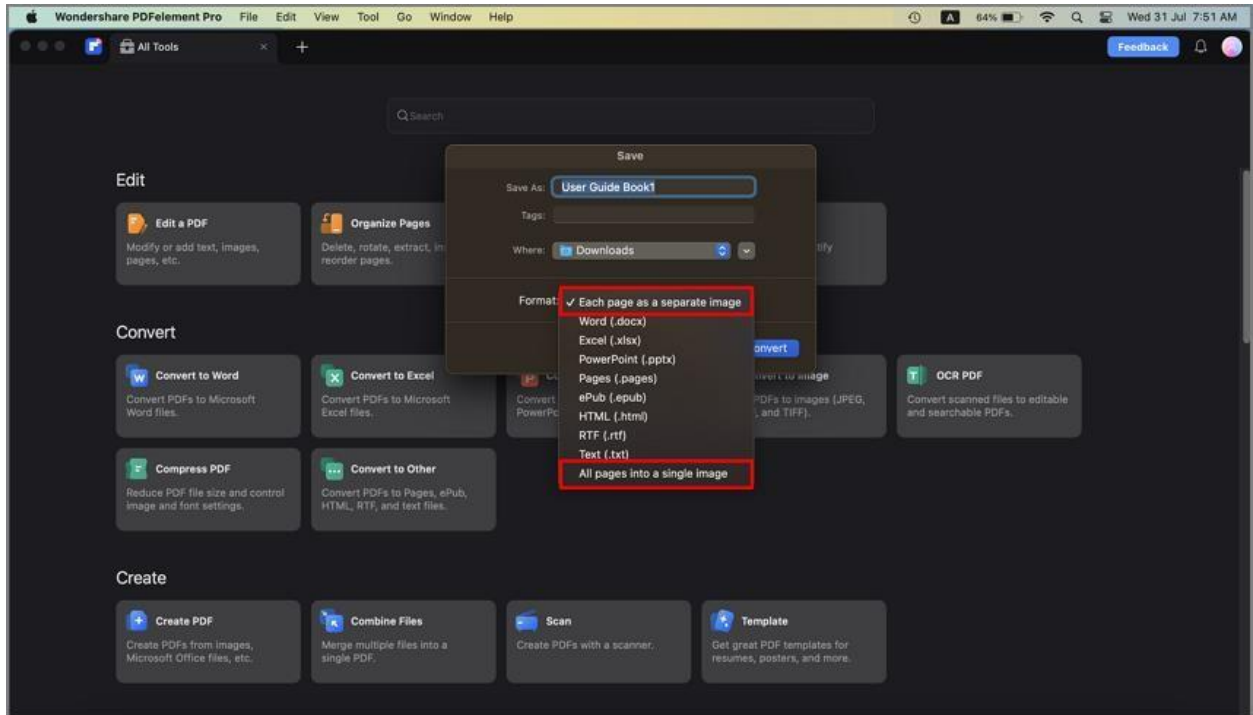 Wondershare PDFelement Pro File Edit View Tool Go Window Help
A 64% Wed 31 Jul 7:51 AM
All Tools × +
Feedback
Search
Save
Save As: User Guide Book1
Tags:
Where: Downloads
Format: ✓ Each page as a separate image
Word (.docx)
Excel (.xlsx)
PowerPoint (.pptx)
Pages (.pages)
ePub (.epub)
HTML (.html)
RTF (.rtf)
Text (.txt)
All pages into a single image
onvert
Edit
Edit a PDF
Modify or add text, images,
pages, etc.
Organize Pages
Delete, rotate, extract, in
reorder pages.
Convert
W Convert to Word
Convert PDFs to Microsoft
Word files.
X Convert to Excel
Convert PDFs to Microsoft
Excel files.
P Co
Convert
PowerPo
nvert to Image
PDFs to images (JPEG,
, and TIFF).
T OCR PDF
Convert scanned files to editable
and searchable PDFs.
Compress PDF
Reduce PDF file size and control
image and font settings.
Convert to Other
Convert PDFs to Pages, ePub,
HTML, RTF, and text files.
Create
Create PDF
Create PDFs from images,
Microsoft Office files, etc.
Combine Files
Merge multiple files into a
single PDF.
Scan
Create PDFs with a scanner.
Template
Get great PDF templates for
resumes, posters, and more.